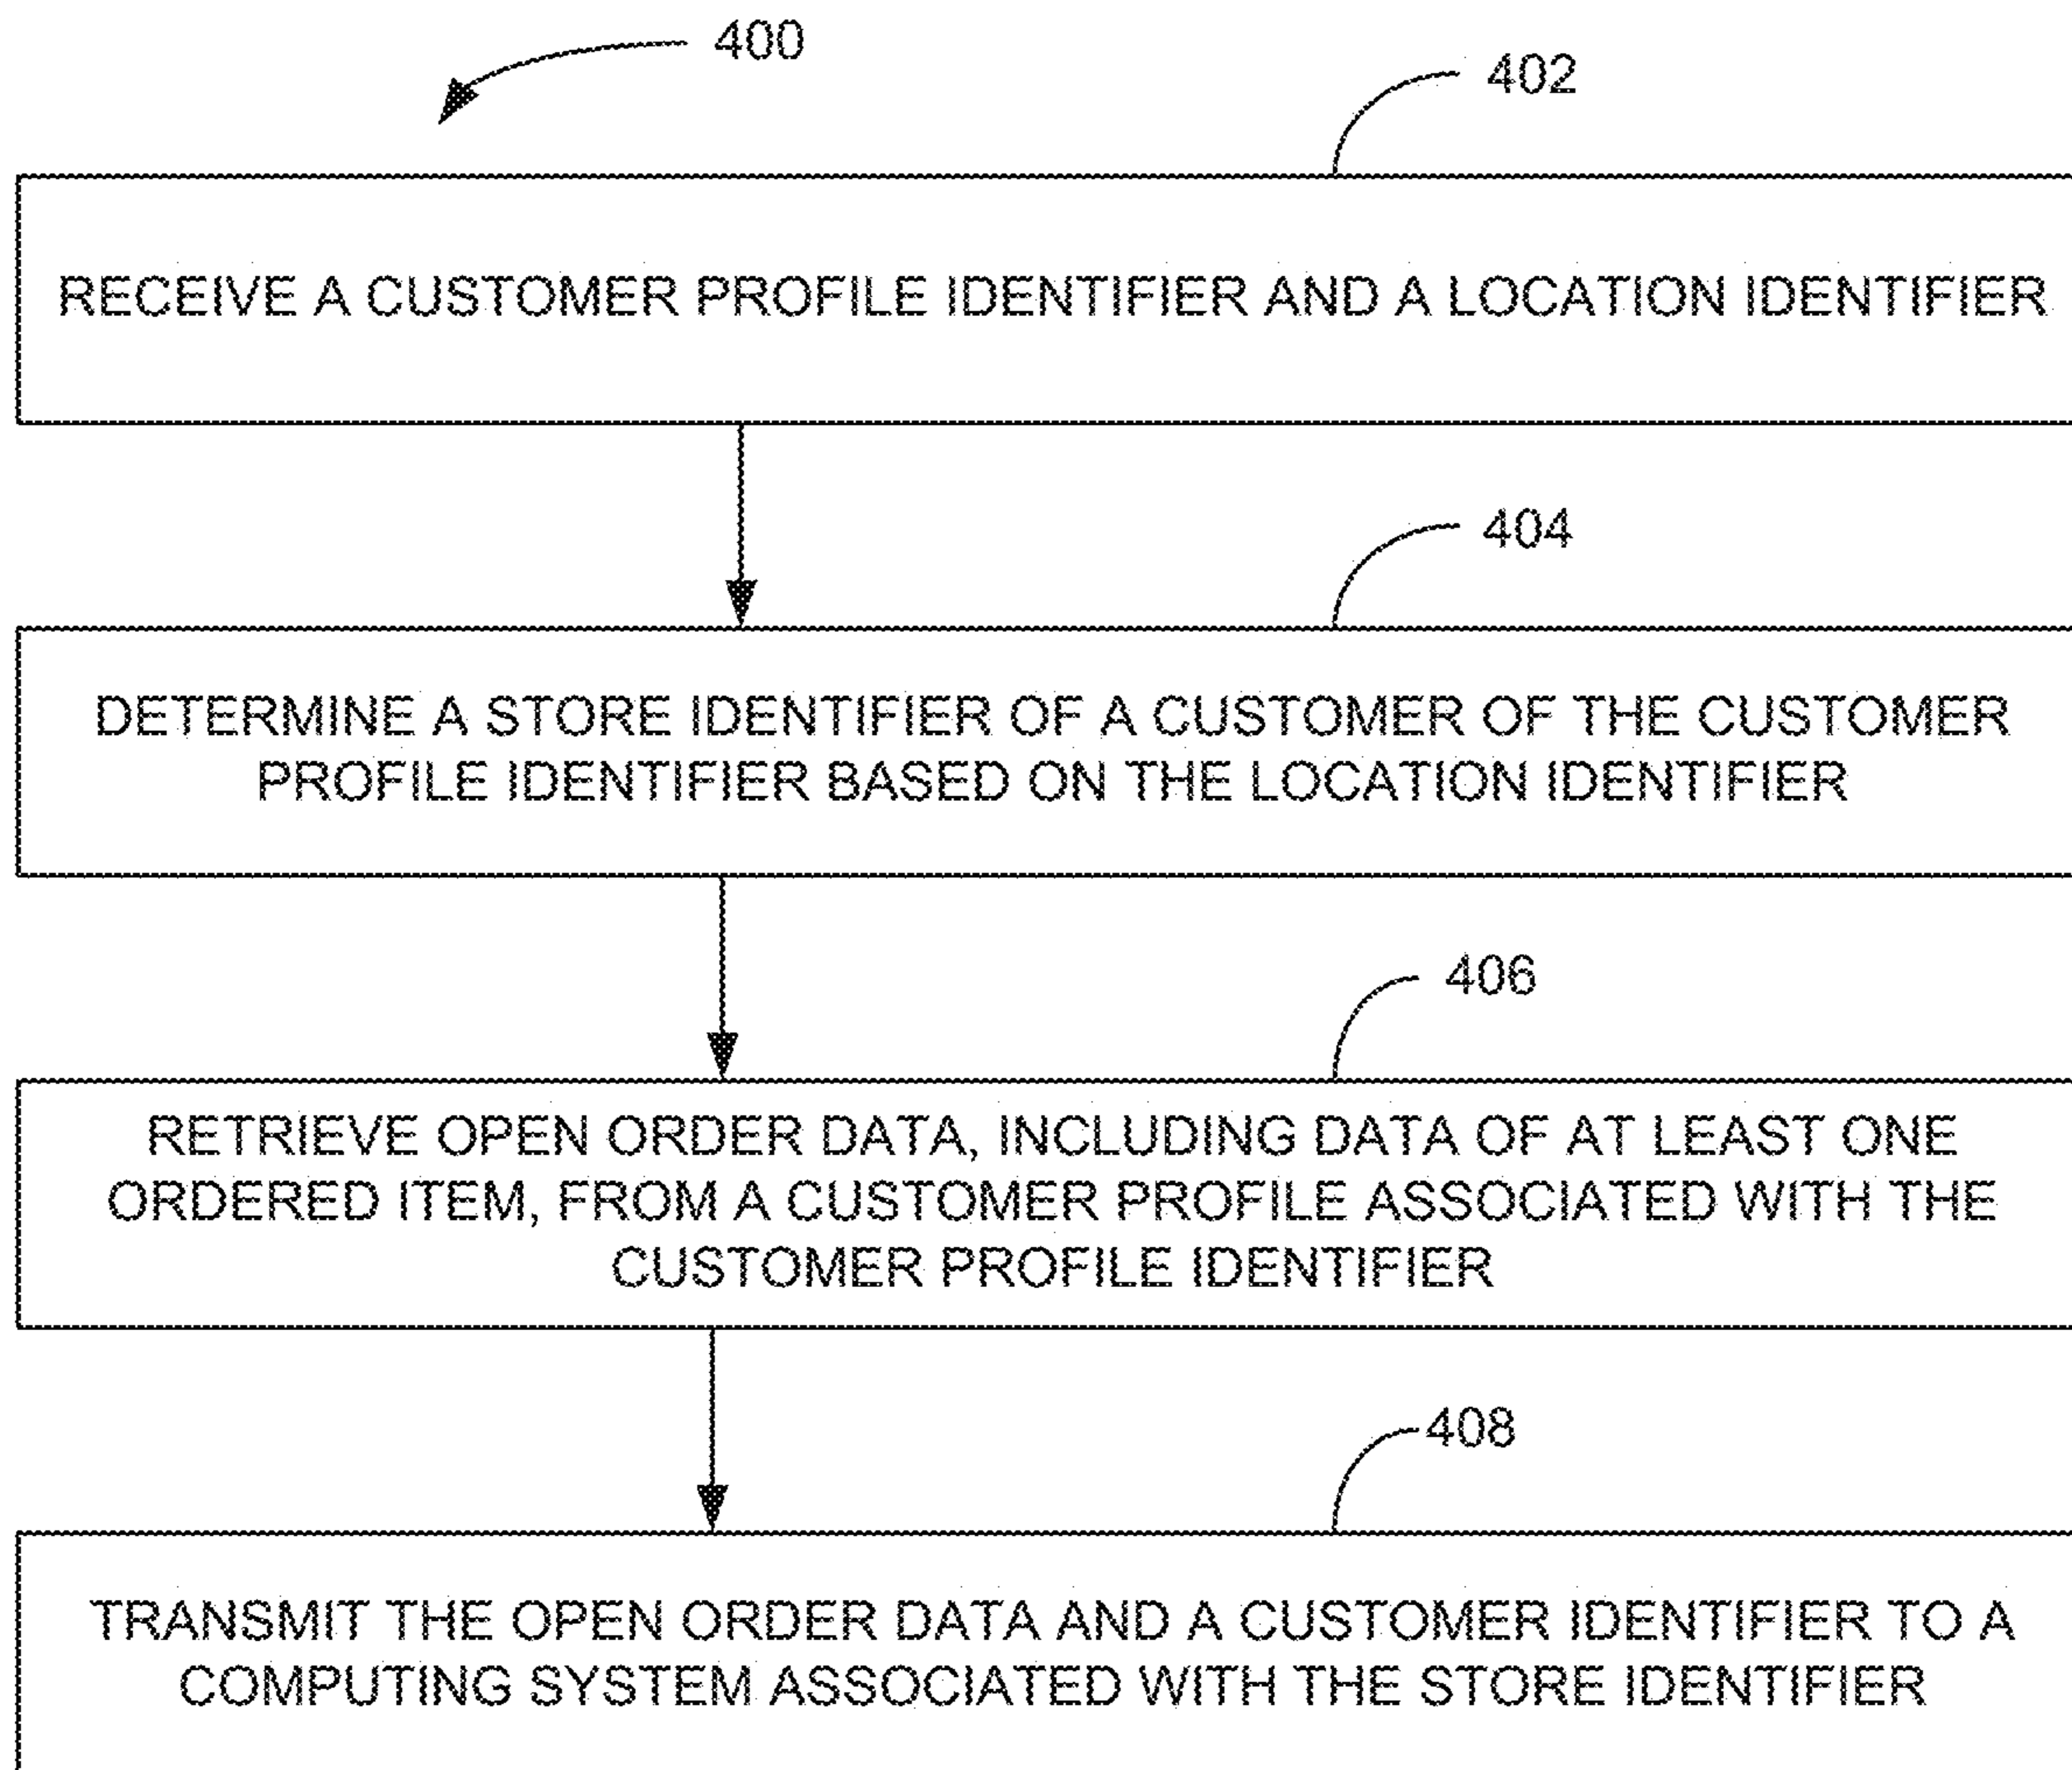 400
402
RECEIVE A CUSTOMER PROFILE IDENTIFIER AND A LOCATION IDENTIFIER
404
DETERMINE A STORE IDENTIFIER OF A CUSTOMER OF THE CUSTOMER
PROFILE IDENTIFIER BASED ON THE LOCATION IDENTIFIER
406
RETRIEVE OPEN ORDER DATA, INCLUDING DATA OF AT LEAST ONE
ORDERED ITEM, FROM A CUSTOMER PROFILE ASSOCIATED WITH THE
CUSTOMER PROFILE IDENTIFIER
408
TRANSMIT THE OPEN ORDER DATA AND A CUSTOMER IDENTIFIER TO A
COMPUTING SYSTEM ASSOCIATED WITH THE STORE IDENTIFIER